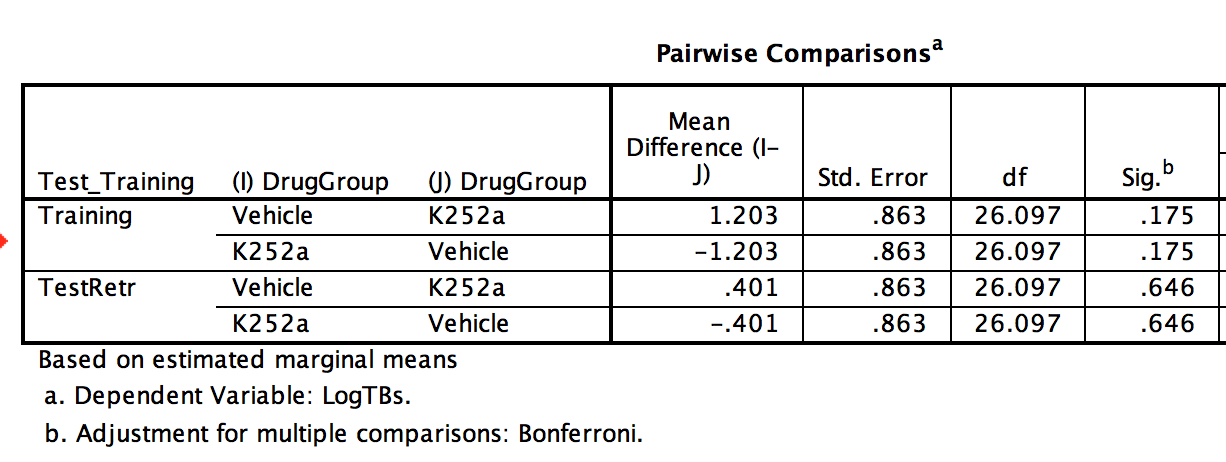 Pairwise Comparisonsa
Test_Training (I) DrugGroup (J) DrugGroup Mean Difference (I-J) Std. Error df Sig.b
Training Vehicle K252a 1.203 .863 26.097 .175
K252a Vehicle -1.203 .863 26.097 .175
TestRetr Vehicle K252a .401 .863 26.097 .646
K252a Vehicle -.401 .863 26.097 .646
Based on estimated marginal means
a. Dependent Variable: LogTBs.
b. Adjustment for multiple comparisons: Bonferroni.